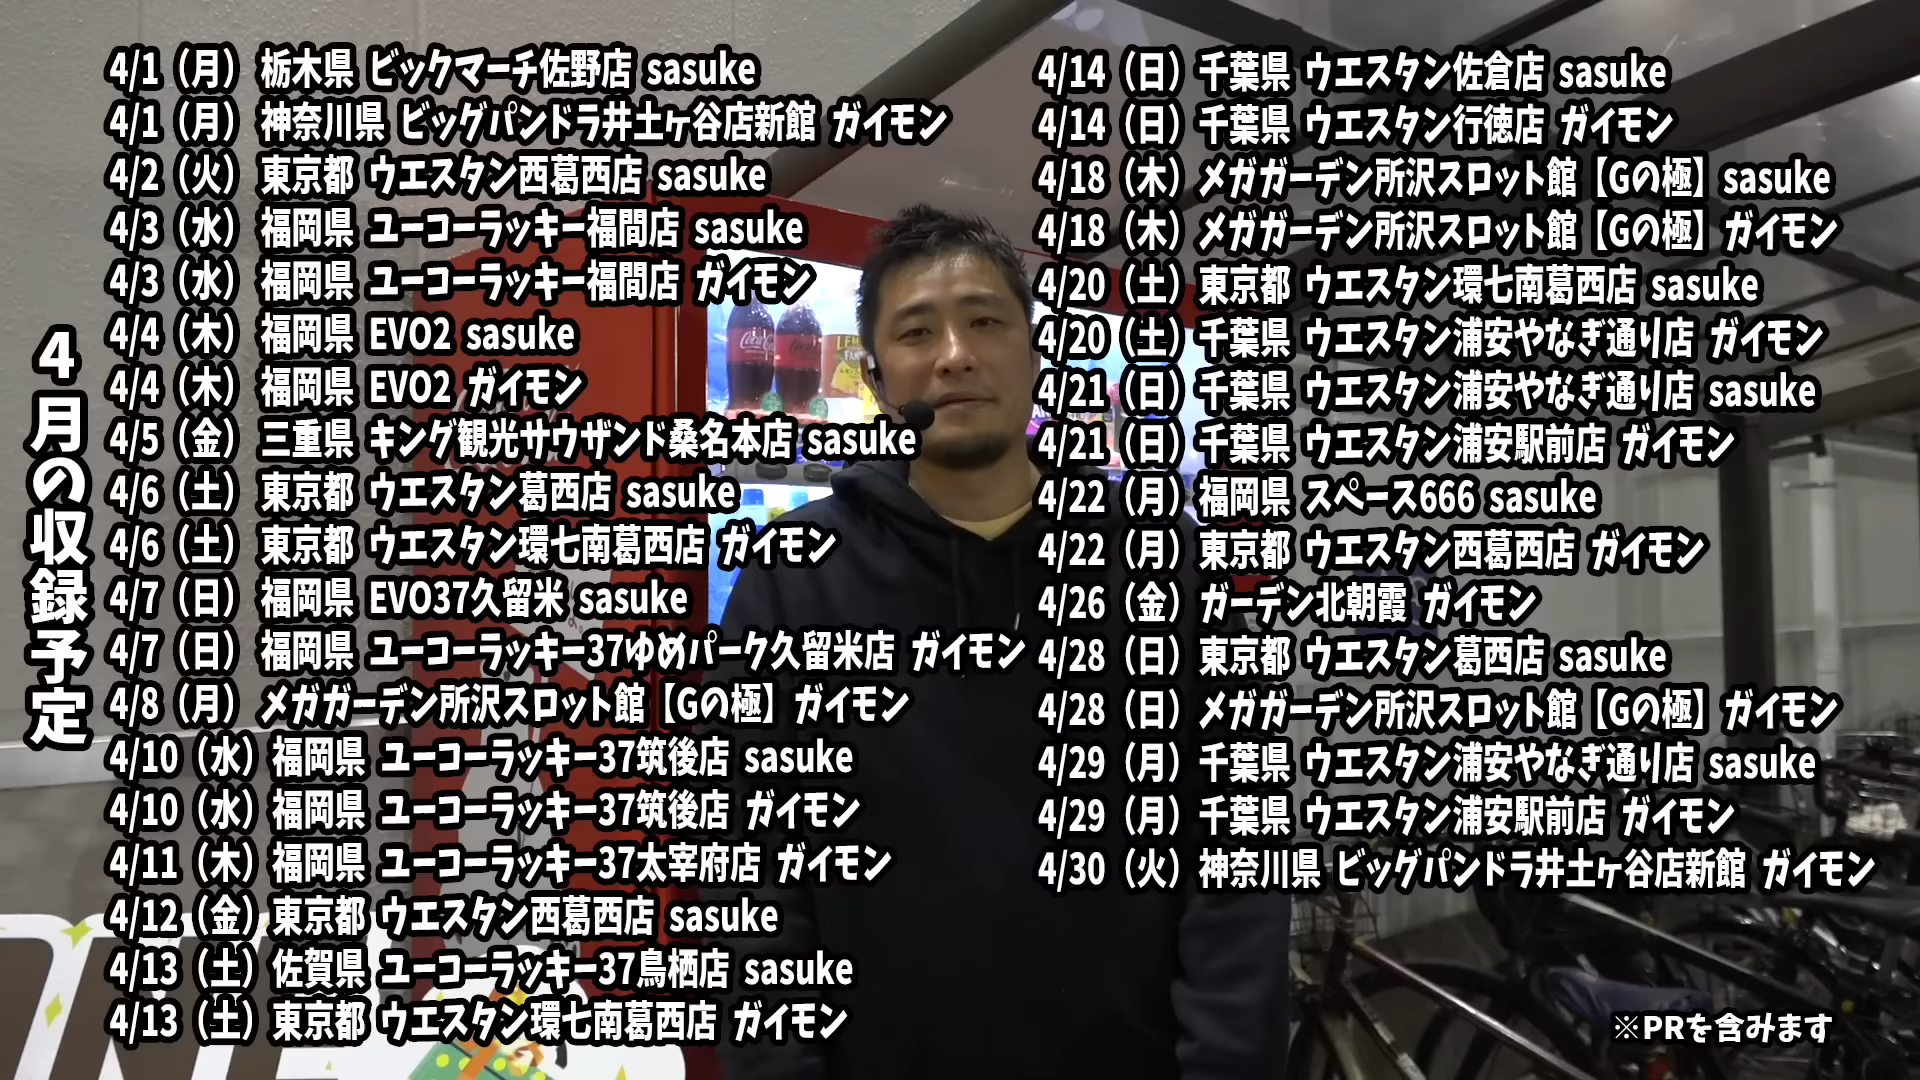 4月の収録予定
4/1（月） 栃木県 ビックマーチ佐野店 sasuke
4/1（月） 神奈川県 ビッグパンドラ井土ヶ谷店新館 ガイモン
4/2（火） 東京都 ウエスタン西葛西店 sasuke
4/3（水） 福岡県 ユーコーラッキー福間店 sasuke
4/3（水） 福岡県 ユーコーラッキー福間店 ガイモン
4/4（木） 福岡県 EVO2 sasuke
4/4（木） 福岡県 EVO2 ガイモン
4/5（金） 三重県 キング観光サウザンド桑名本店 sasuke
4/6（土） 東京都 ウエスタン葛西店 sasuke
4/6（土） 東京都 ウエスタン環七南葛西店 ガイモン
4/7（日） 福岡県 EVO37久留米 sasuke
4/7（日） 福岡県 ユーコーラッキー37ゆめパーク久留米店 ガイモン
4/8（月） メガガーデン所沢スロット館【Gの極】ガイモン
4/10（水）福岡県 ユーコーラッキー37筑後店 sasuke
4/10（水）福岡県 ユーコーラッキー37筑後店 ガイモン
4/11（木）福岡県 ユーコーラッキー37太宰府店 ガイモン
4/12（金）東京都 ウエスタン西葛西店 sasuke
4/13（土）佐賀県 ユーコーラッキー37鳥栖店 sasuke
4/13（土）東京都 ウエスタン環七南葛西店 ガイモン
4/14（日）千葉県 ウエスタン佐倉店 sasuke
4/14（日）千葉県 ウエスタン行徳店 ガイモン
4/18（木）メガガーデン所沢スロット館【Gの極】sasuke
4/18（木）メガガーデン所沢スロット館【Gの極】ガイモン
4/20（土）東京都 ウエスタン環七南葛西店 sasuke
4/20（土）千葉県 ウエスタン浦安やなぎ通り店 ガイモン
4/21（日）千葉県 ウエスタン浦安やなぎ通り店 sasuke
4/21（日）千葉県 ウエスタン浦安駅前店 ガイモン
4/22（月）福岡県 スペース666 sasuke
4/22（月）東京都 ウエスタン西葛西店 ガイモン
4/26（金）ガーデン北朝霞 ガイモン
4/28（日）東京都 ウエスタン葛西店 sasuke
4/28（日）メガガーデン所沢スロット館【Gの極】ガイモン
4/29（月）千葉県 ウエスタン浦安やなぎ通り店 sasuke
4/29（月）千葉県 ウエスタン浦安駅前店 ガイモン
4/30（火）神奈川県 ビッグパンドラ井土ヶ谷店新館 ガイモン
※PRを含みます
Coca-Cola